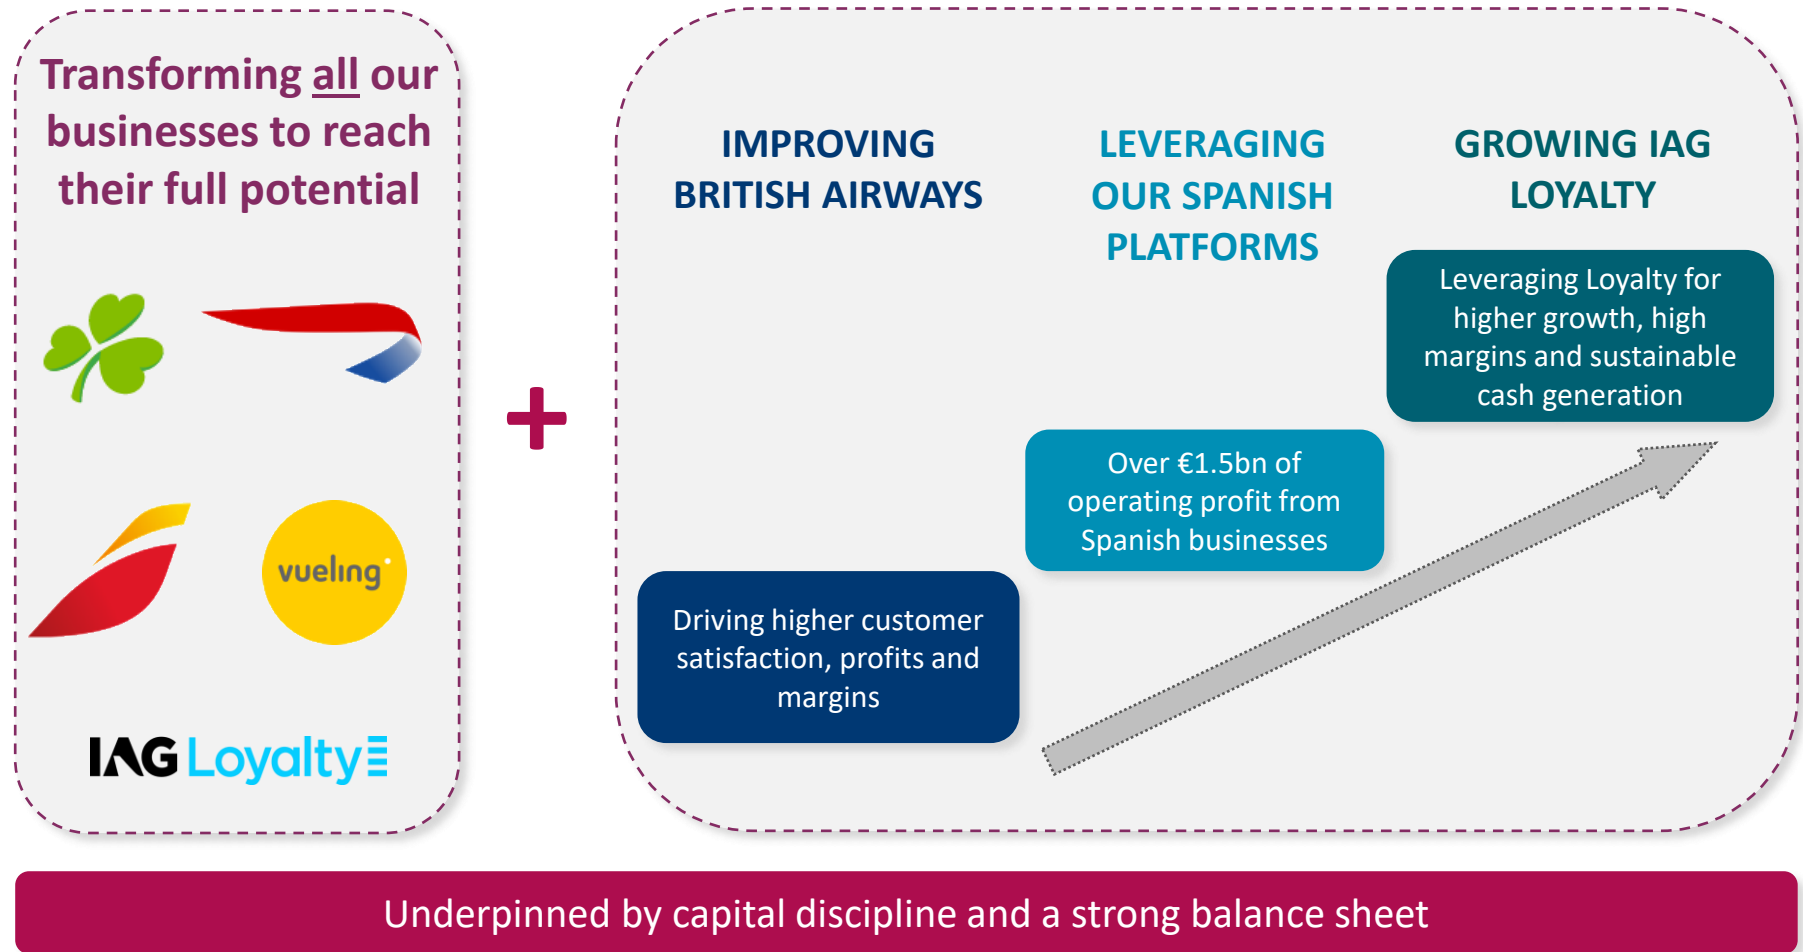 Transforming all our
businesses to reach
their full potential
vueling
IAG Loyalty
+
IMPROVING
BRITISH AIRWAYS
Driving higher customer
satisfaction, profits and
margins
LEVERAGING
OUR SPANISH
PLATFORMS
Over €1.5bn of
operating profit from
Spanish businesses
GROWING IAG
LOYALTY
Leveraging Loyalty for
higher growth, high
margins and sustainable
cash generation
Underpinned by capital discipline and a strong balance sheet